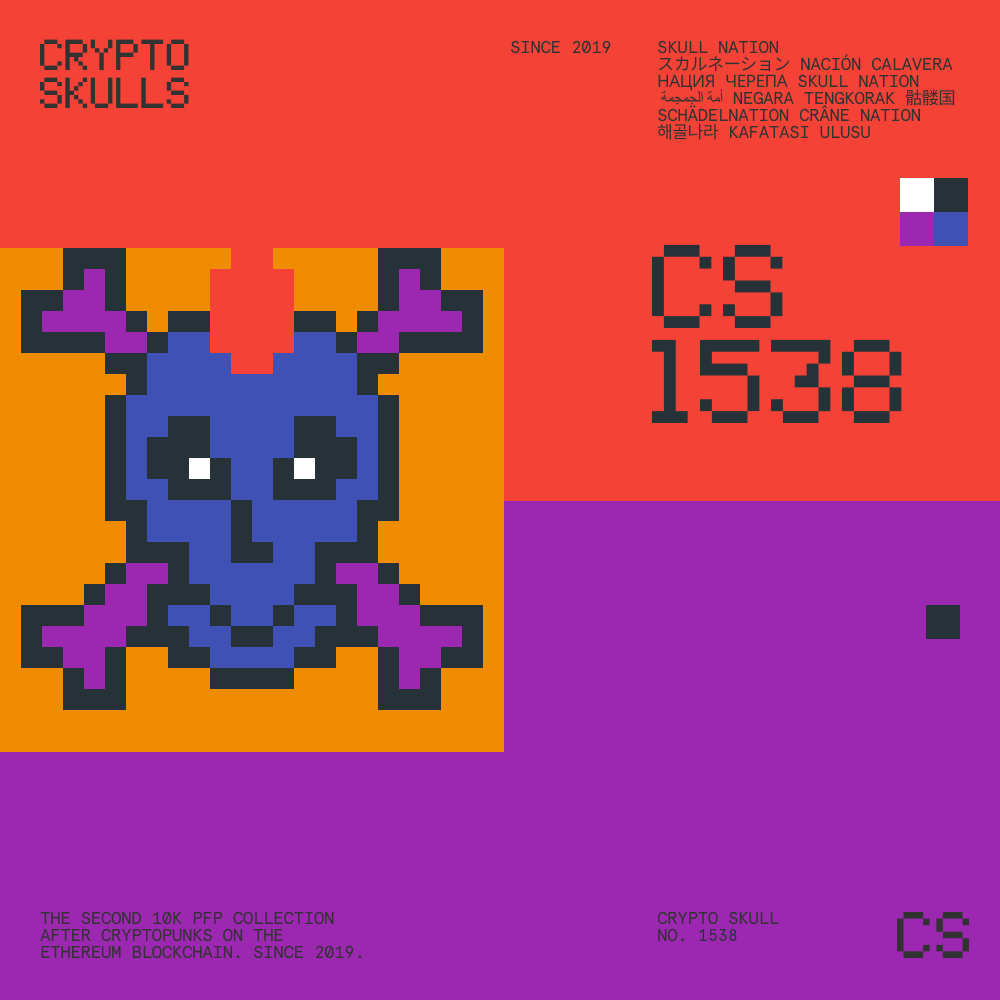 CRYPTO
SKULLS
SINCE 2019
SKULL NATION
スカルネーション NACIÓN CALAVERA
НАЦИЯ ЧЕРЕПА SKULL NATION
أمة الجمجمة NEGARA TENGKORAK 骷髅国
SCHÄDELNATION CRÂNE NATION
해골나라 KAFATASI ULUSU
CS
1538
THE SECOND 10K PFP COLLECTION
AFTER CRYPTOPUNKS ON THE
ETHEREUM BLOCKCHAIN. SINCE 2019.
CRYPTO SKULL
NO. 1538
CS